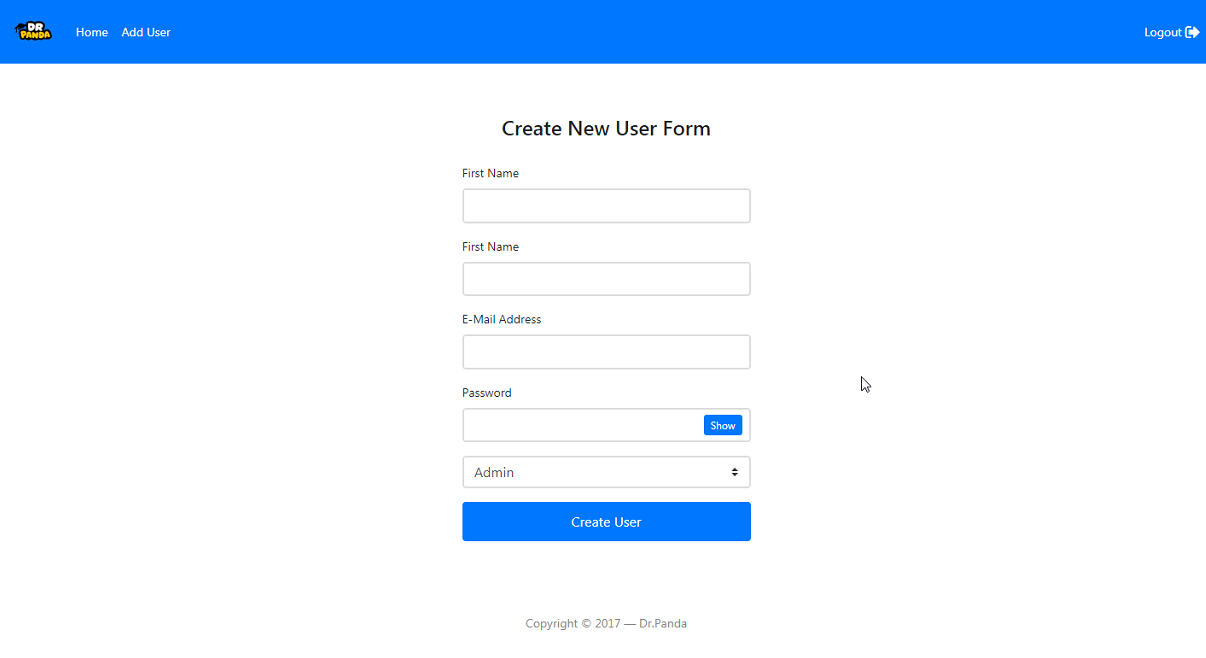 DR
PANDA
Home Add User Logout
Create New User Form
First Name
First Name
E-Mail Address
Password
Show
Admin
Create User
Copyright © 2017 — Dr.Panda